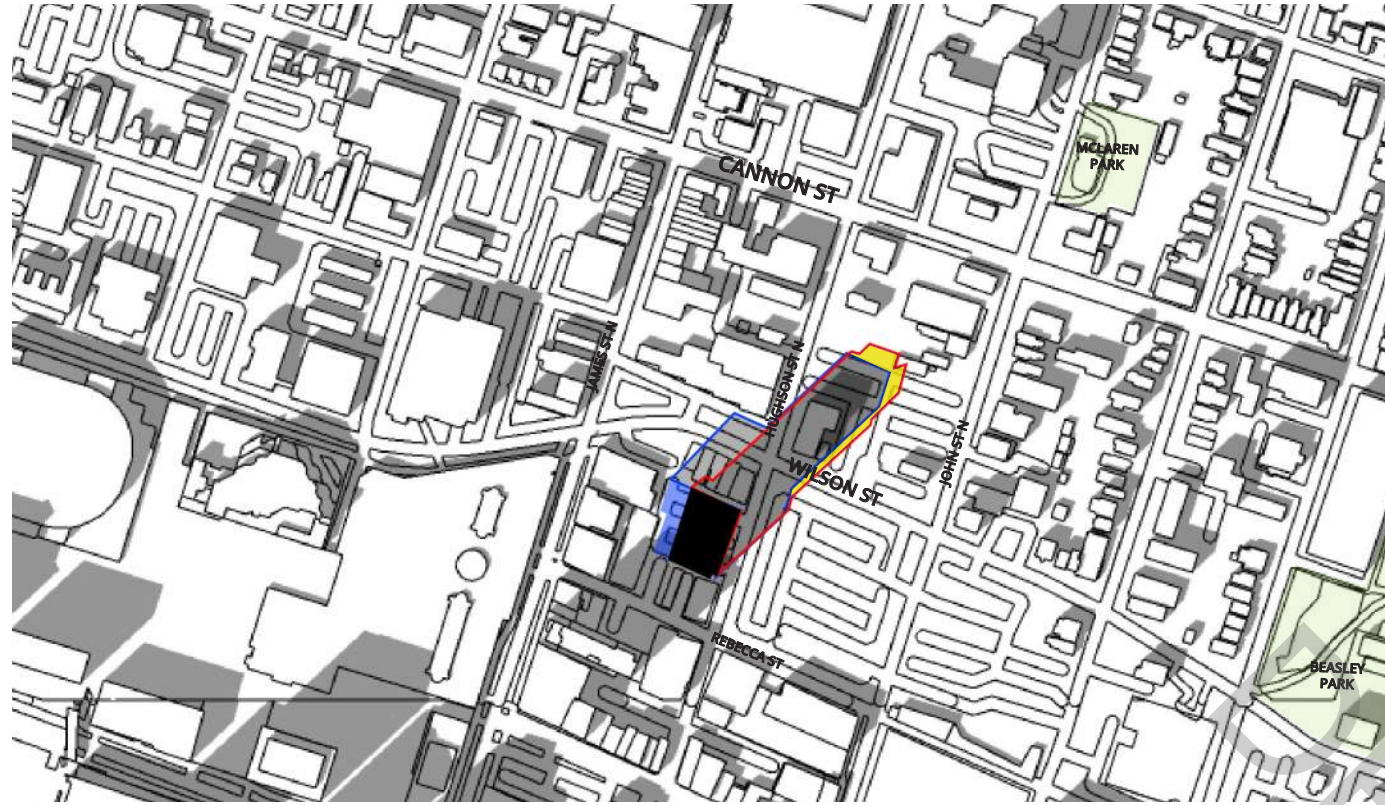 CANNON ST
MCLAREN
PARK
JAMES ST N
HUGHSON ST N
JOHN ST N
WILSON ST
REBECCA ST
BEASLEY
PARK